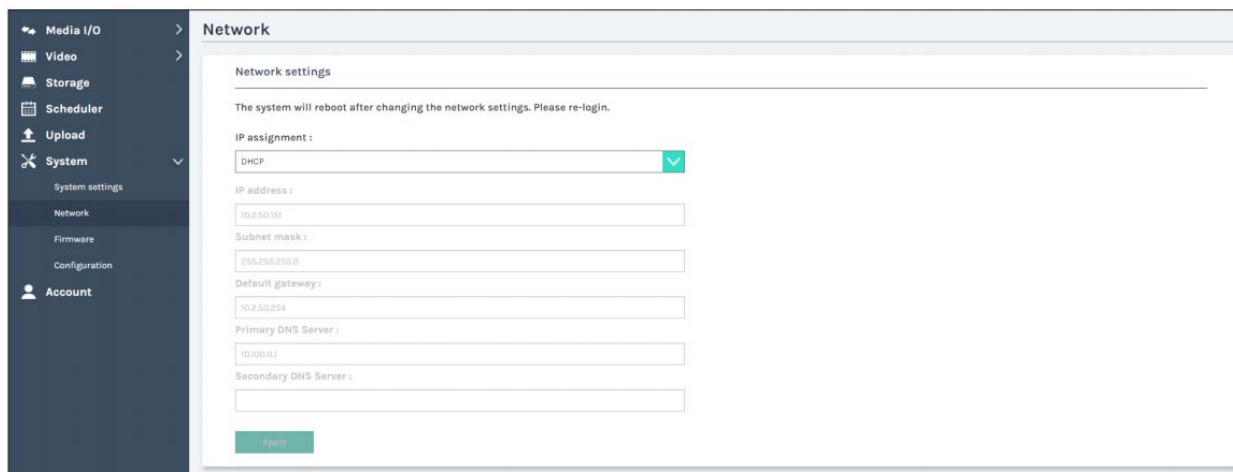 Media I/O
Video
Storage
Scheduler
Upload
System
System settings
Network
Firmware
Configuration
Account
Network
Network settings
The system will reboot after changing the network settings. Please re-login.
IP assignment :
DHCP
IP address :
10.2.50.151
Subnet mask :
255.255.255.0
Default gateway :
10.2.50.254
Primary DNS Server :
10.100.0.1
Secondary DNS Server :
Apply